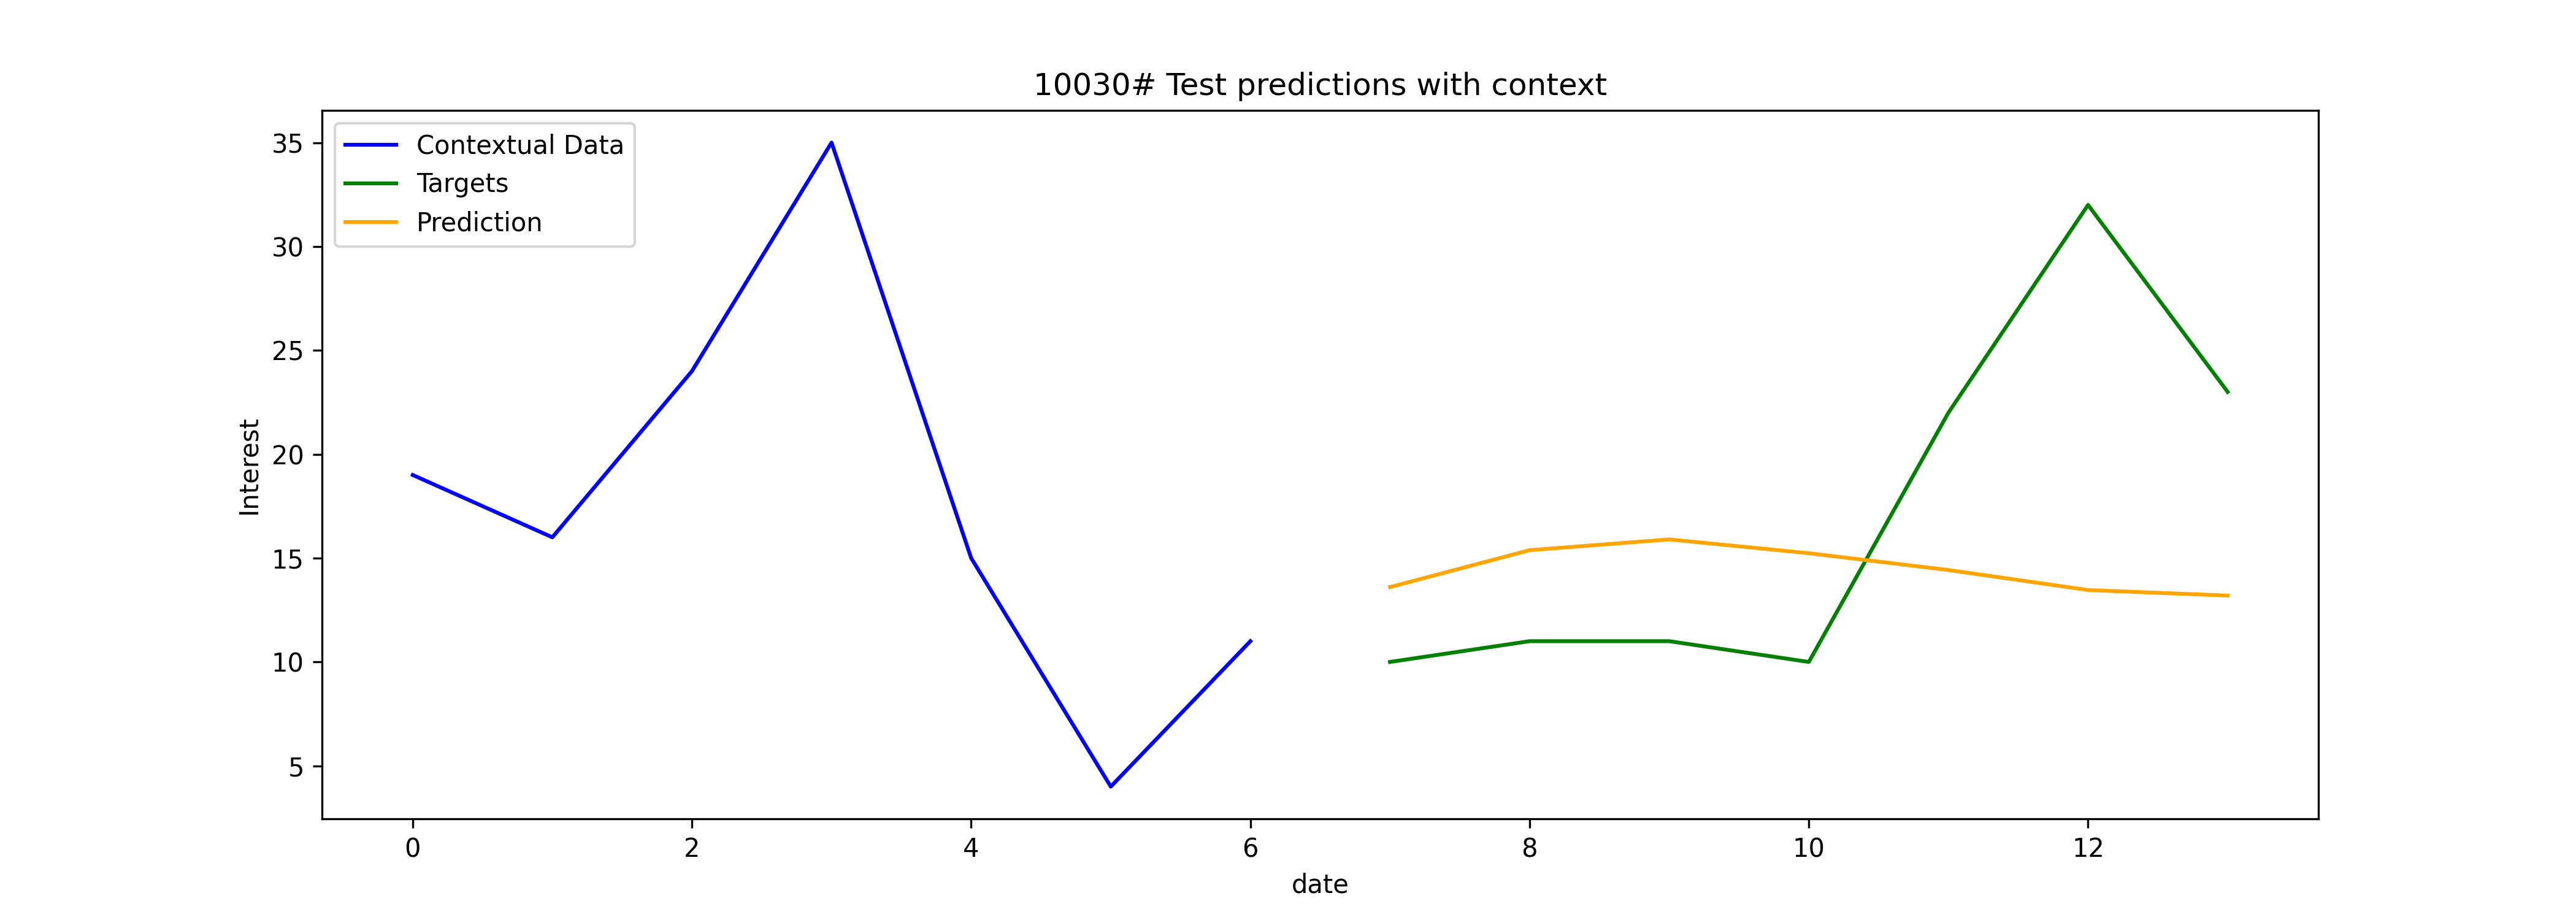 10030# Test predictions with context
Contextual Data
Targets
Prediction
35
30
25
20
15
10
5
Interest
0 2 4 6 8 10 12
date